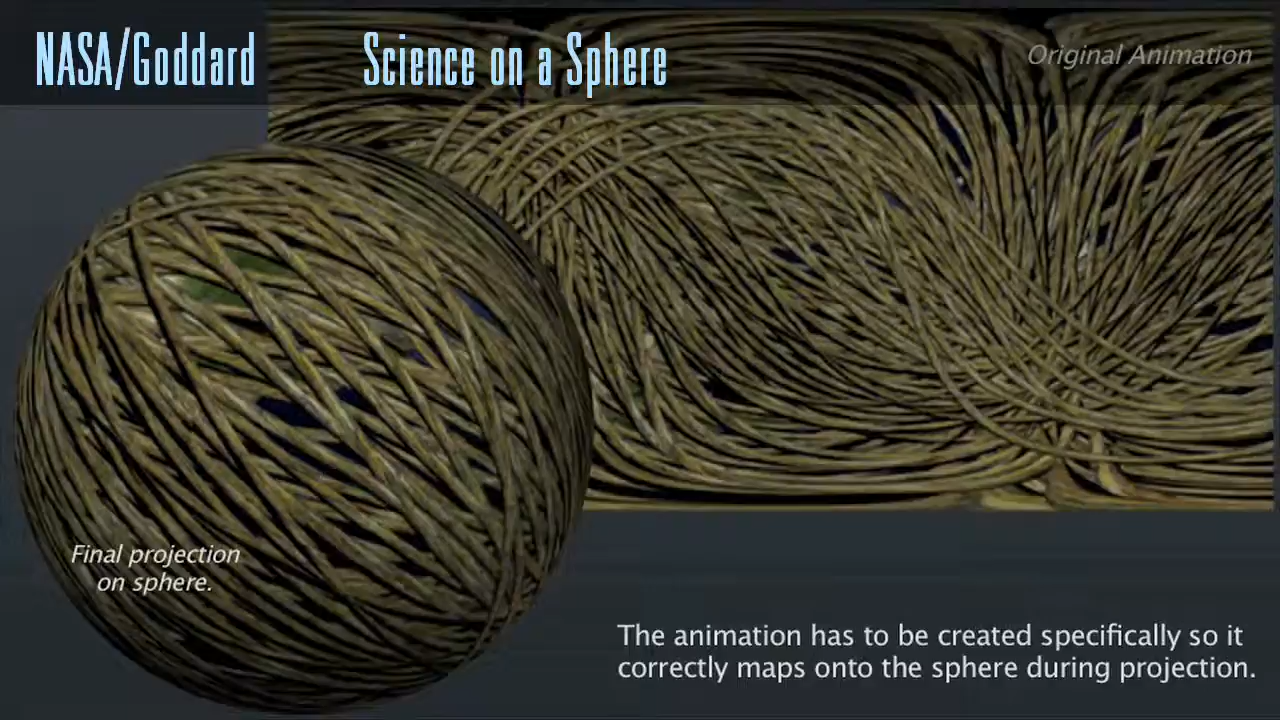 NASA/Goddard Science on a Sphere
Original Animation
Final projection
on sphere.
The animation has to be created specifically so it
correctly maps onto the sphere during projection.